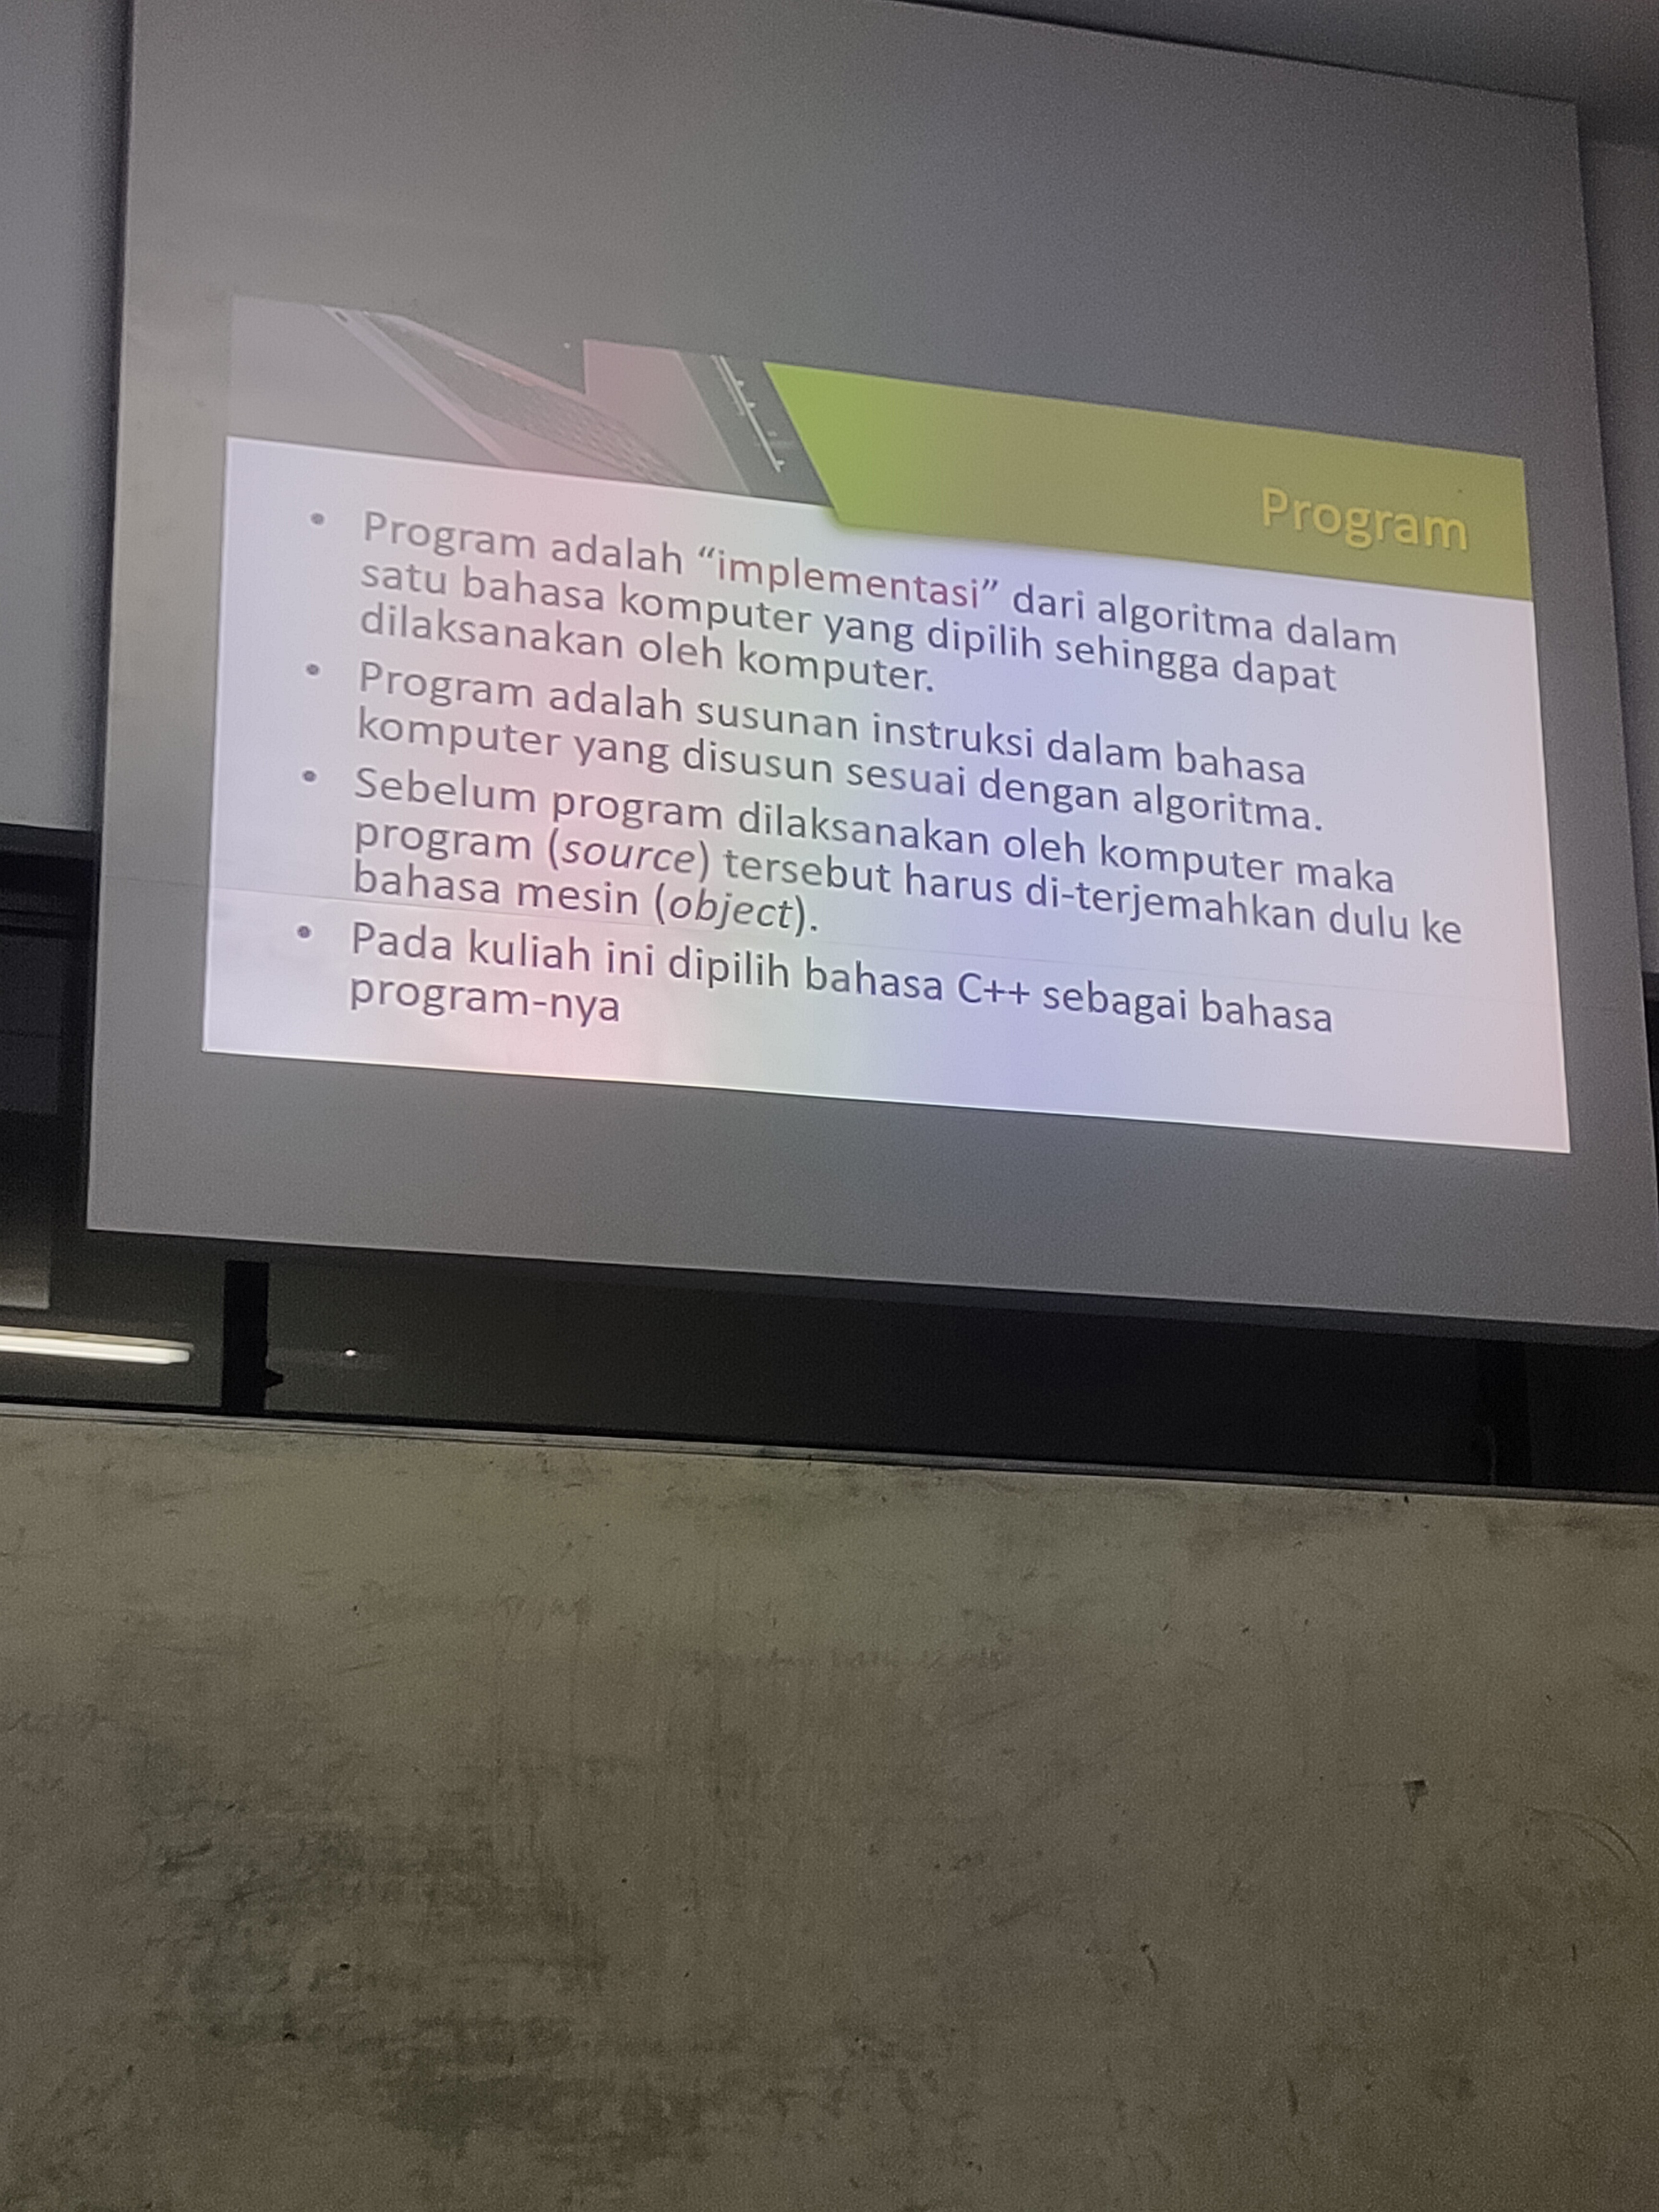 Program
• Program adalah “implementasi” dari algoritma dalam
satu bahasa komputer yang dipilih sehingga dapat
dilaksanakan oleh komputer.
• Program adalah susunan instruksi dalam bahasa
komputer yang disusun sesuai dengan algoritma.
• Sebelum program dilaksanakan oleh komputer maka
program (source) tersebut harus di-terjemahkan dulu ke
bahasa mesin (object).
• Pada kuliah ini dipilih bahasa C++ sebagai bahasa
program-nya